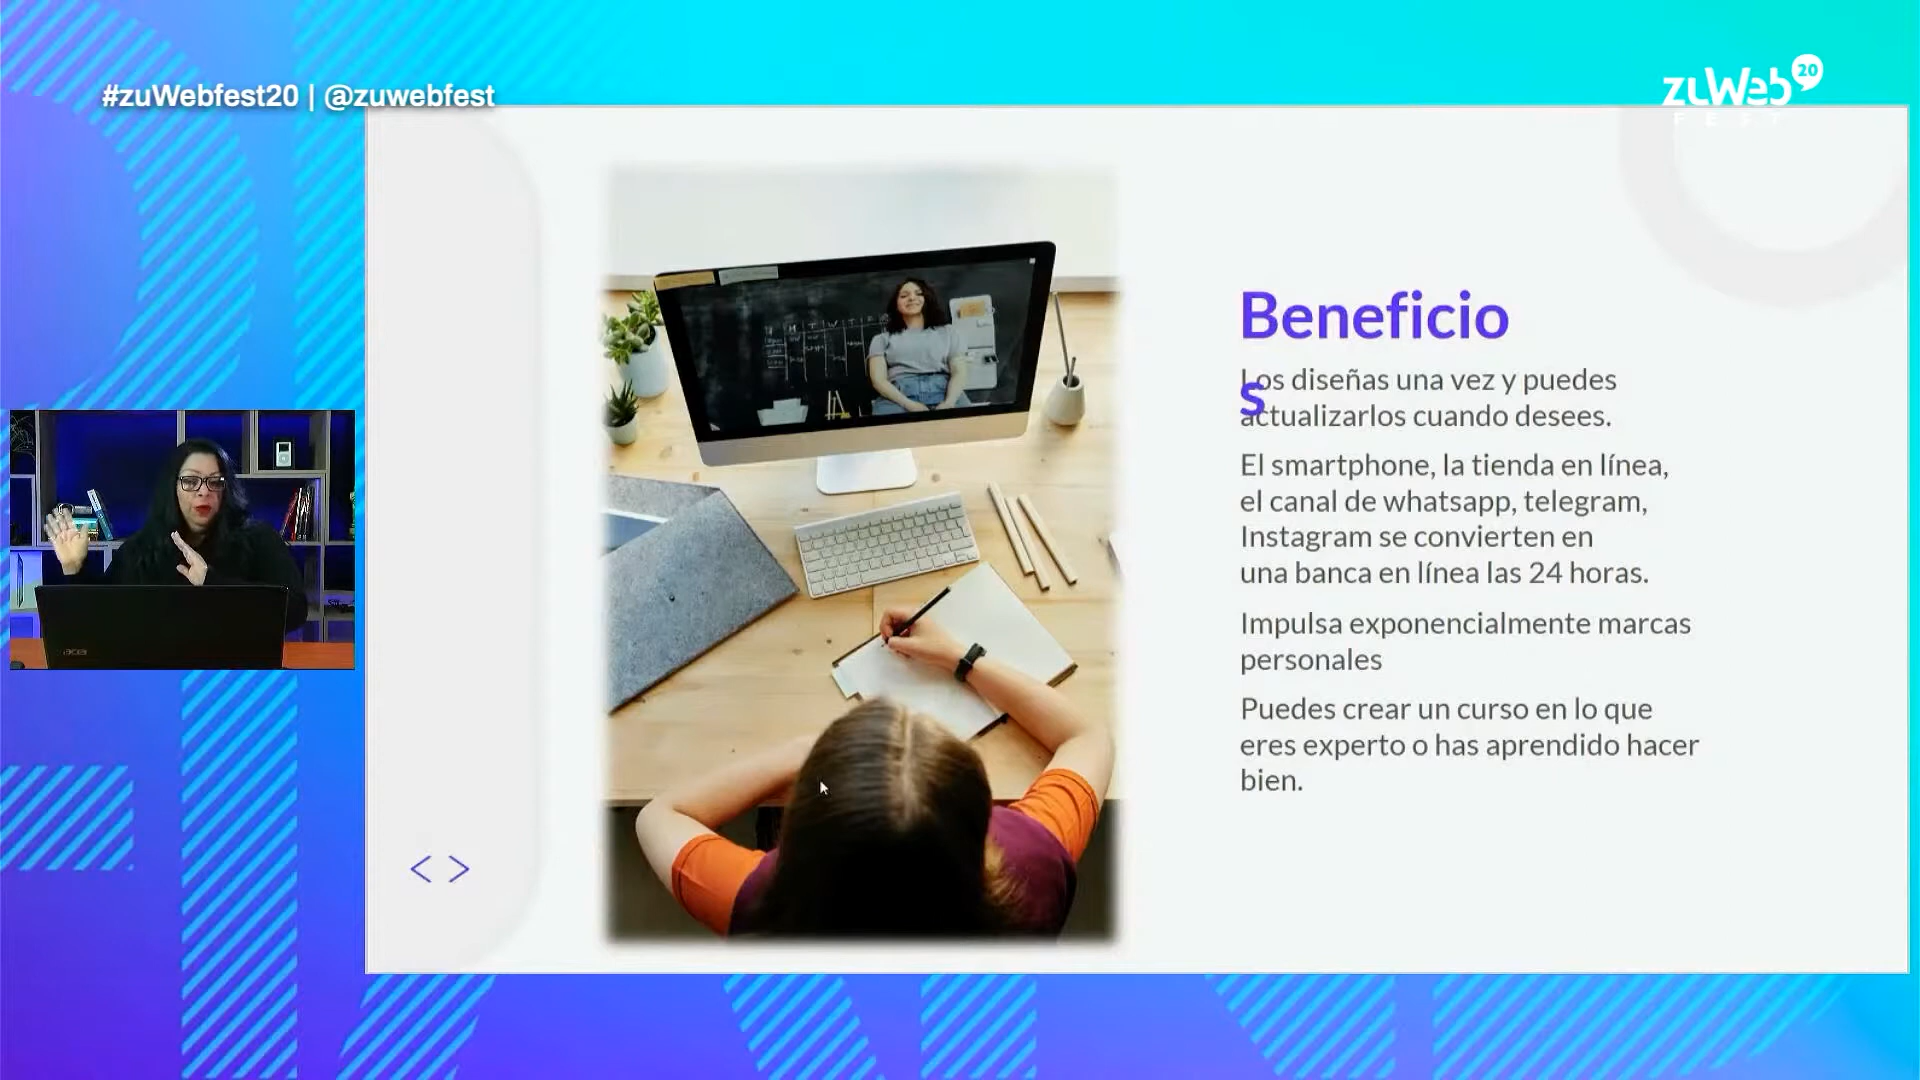 #zuWebfest20 | @zuwebfest
zuWeb 20
FEST
Beneficio
s
Los diseñas una vez y puedes
actualizarlos cuando desees.
El smartphone, la tienda en línea,
el canal de whatsapp, telegram,
Instagram se convierten en
una banca en línea las 24 horas.
Impulsa exponencialmente marcas
personales
Puedes crear un curso en lo que
eres experto o has aprendido hacer
bien.
acer